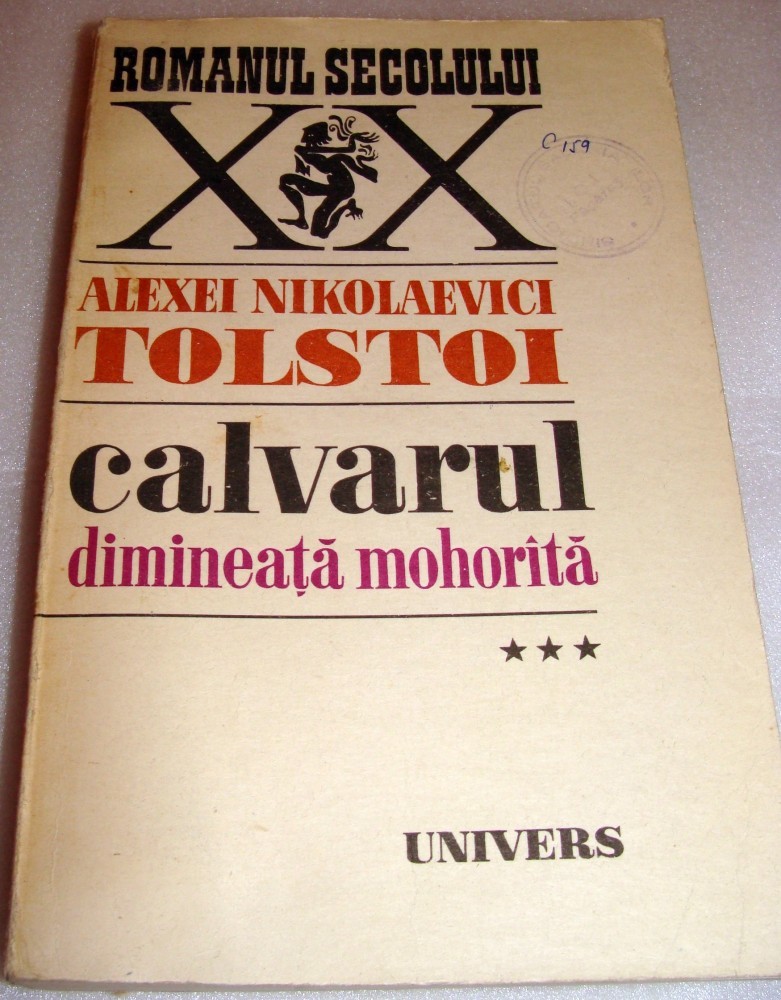 ROMANUL SECOLULUI
XX
C 159
ALEXEI NIKOLAEVICI
TOLSTOI
calvarul
dimineață mohorîtă
★★★
UNIVERS